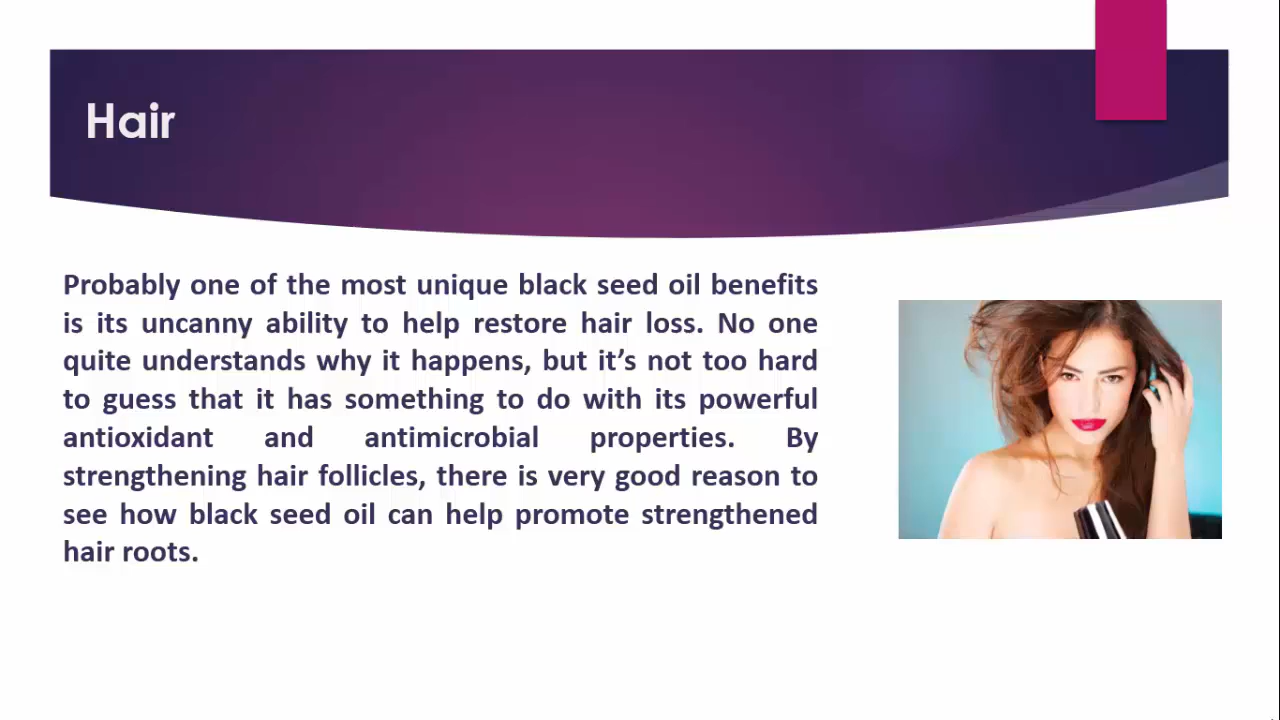 Hair
Probably one of the most unique black seed oil benefits
is its uncanny ability to help restore hair loss. No one
quite understands why it happens, but it’s not too hard
to guess that it has something to do with its powerful
antioxidant and antimicrobial properties. By
strengthening hair follicles, there is very good reason to
see how black seed oil can help promote strengthened
hair roots.